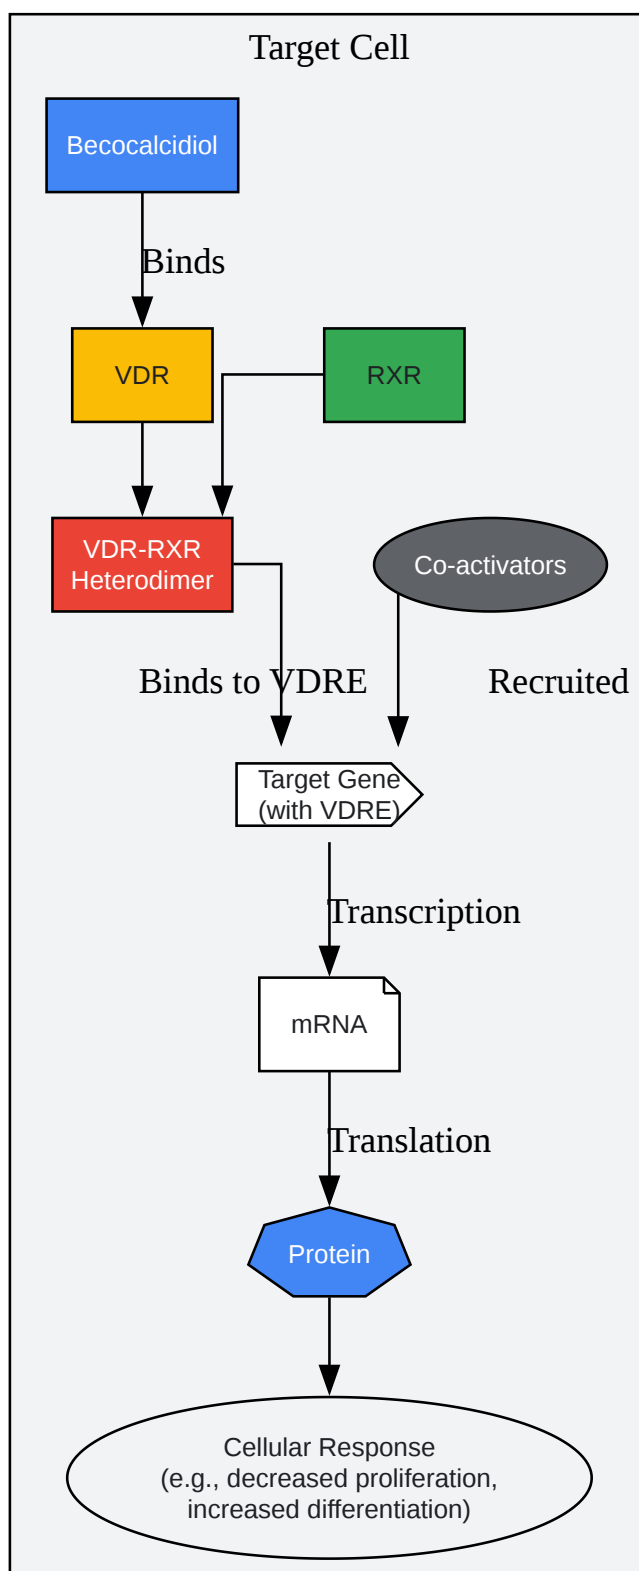 Target Cell
Becocalcidiol
Binds
VDR
RXR
VDR-RXR
Heterodimer
Co-activators
Binds to VDRE
Recruited
Target Gene
(with VDRE)
Transcription
mRNA
Translation
Protein
Cellular Response
(e.g., decreased proliferation,
increased differentiation)